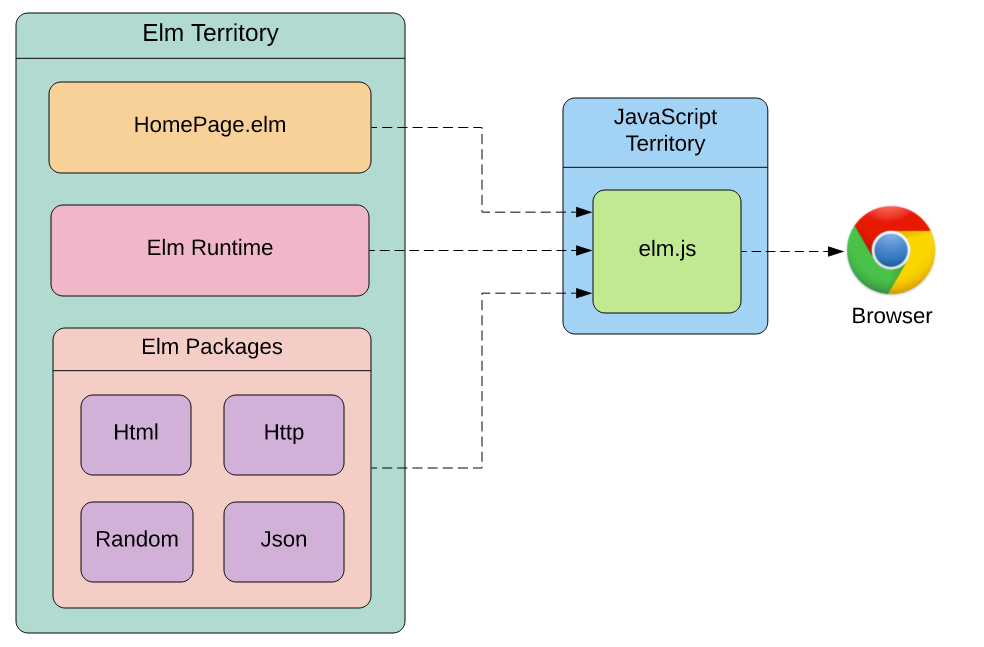 Elm Territory
HomePage.elm
Elm Runtime
Elm Packages
Html
Http
Random
Json
JavaScript
Territory
elm.js
Browser